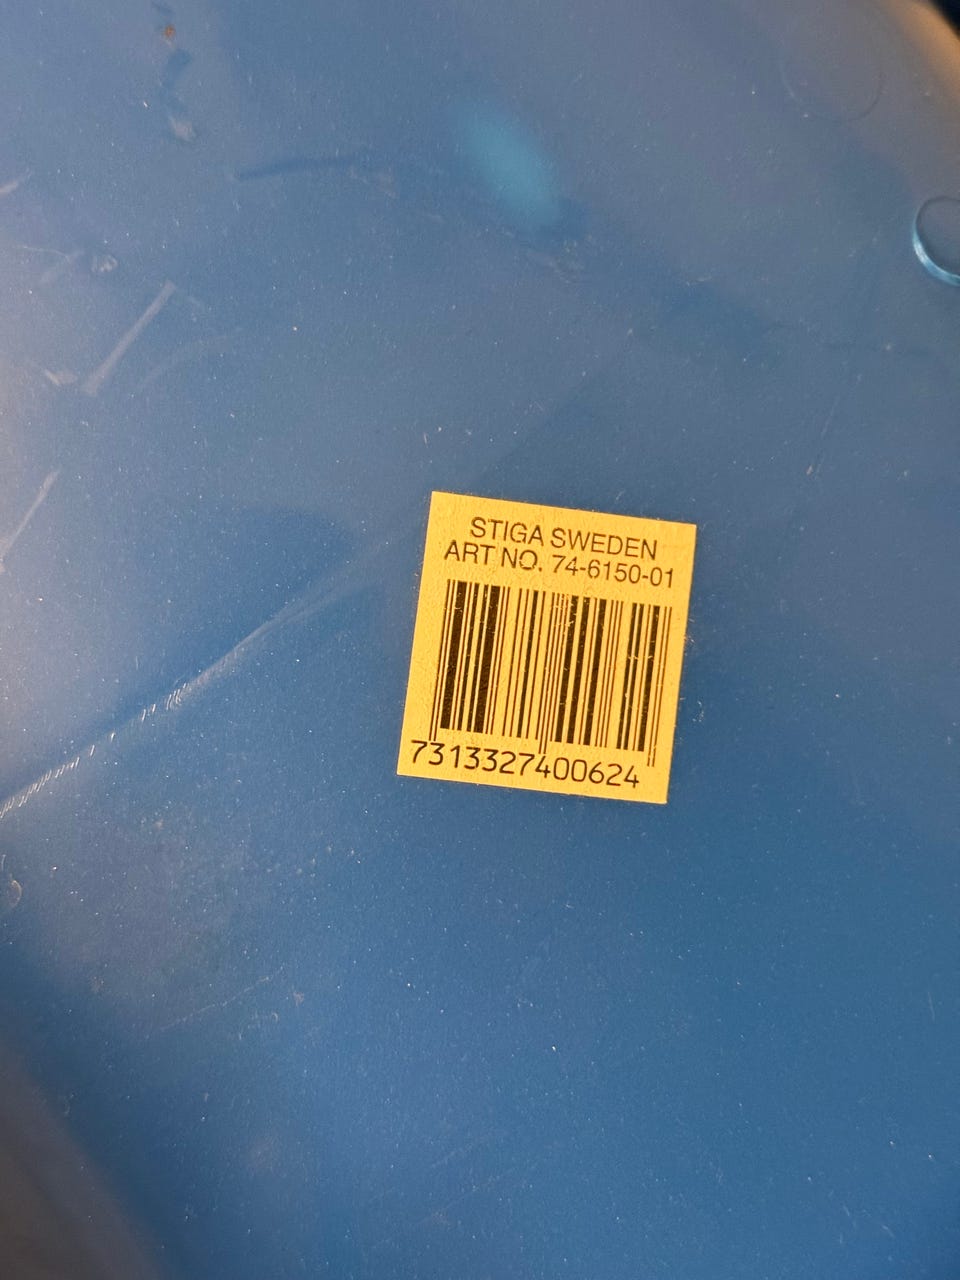 STIGA SWEDEN
ART NO. 74-6150-01
7313327400624